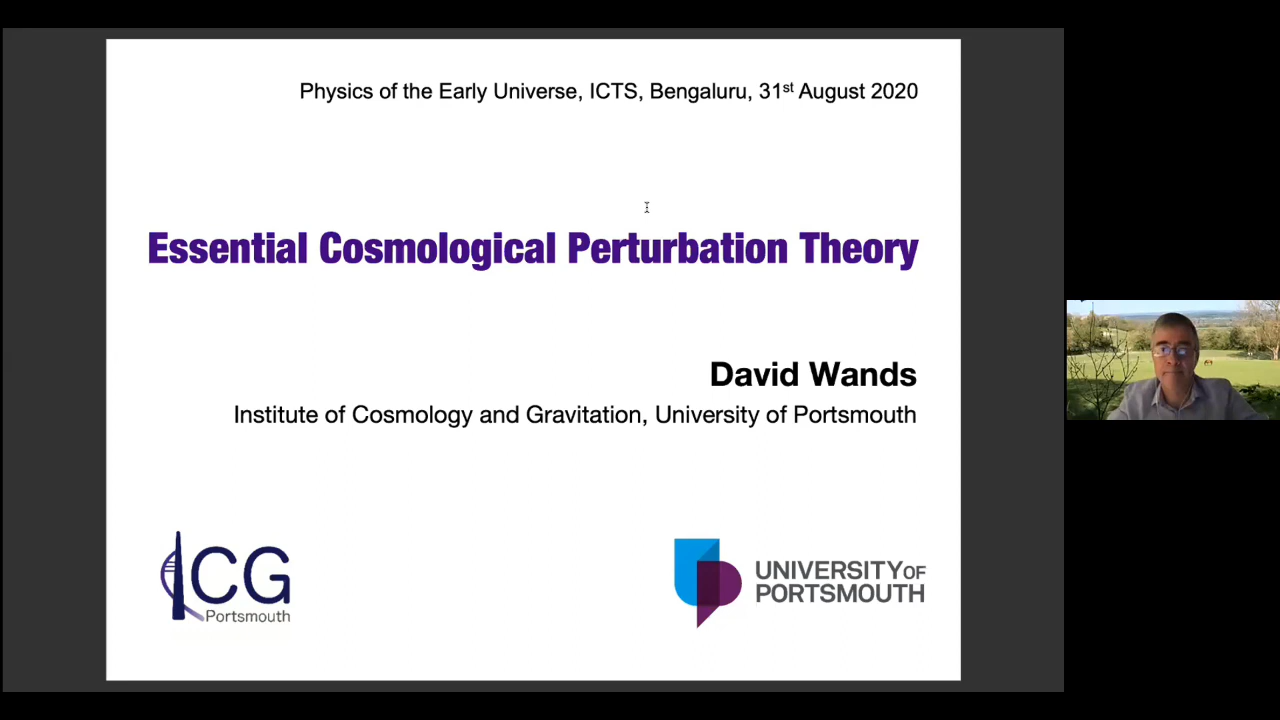 Physics of the Early Universe, ICTS, Bengaluru, 31st August 2020
Essential Cosmological Perturbation Theory
David Wands
Institute of Cosmology and Gravitation, University of Portsmouth
ICG
Portsmouth
UNIVERSITY OF
PORTSMOUTH